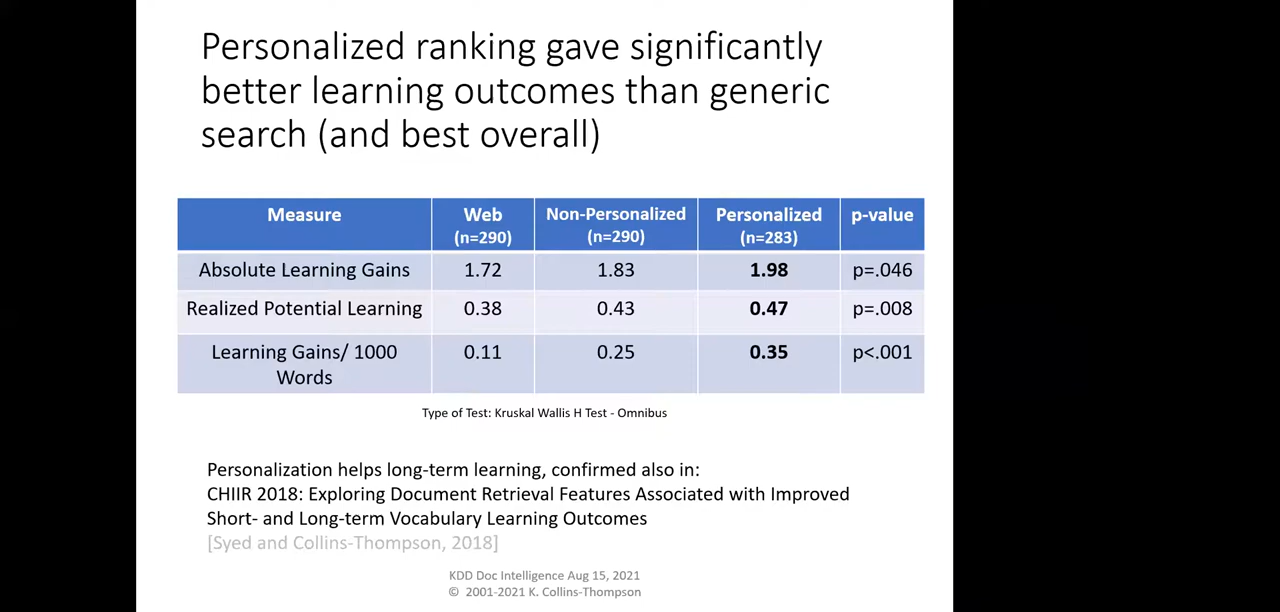 Personalized ranking gave significantly
better learning outcomes than generic
search (and best overall)
Measure Web Non-Personalized Personalized p-value
(n=290) (n=290) (n=283)
Absolute Learning Gains 1.72 1.83 1.98 p=.046
Realized Potential Learning 0.38 0.43 0.47 p=.008
Learning Gains/ 1000 0.11 0.25 0.35 p<.001
Words
Type of Test: Kruskal Wallis H Test - Omnibus
Personalization helps long-term learning, confirmed also in:
CHIIR 2018: Exploring Document Retrieval Features Associated with Improved
Short- and Long-term Vocabulary Learning Outcomes
[Syed and Collins-Thompson, 2018]
KDD Doc Intelligence Aug 15, 2021
© 2001-2021 K. Collins-Thompson